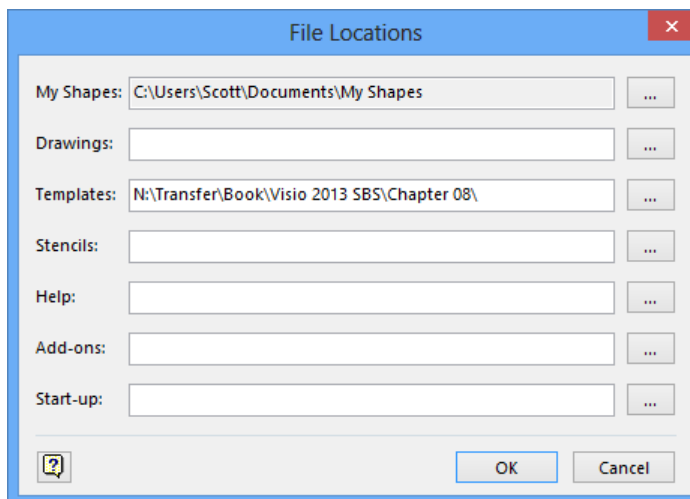 File Locations
My Shapes: C:\Users\Scott\Documents\My Shapes ...
Drawings: ...
Templates: N:\Transfer\Book\Visio 2013 SBS\Chapter 08\ ...
Stencils: ...
Help: ...
Add-ons: ...
Start-up: ...
? OK Cancel